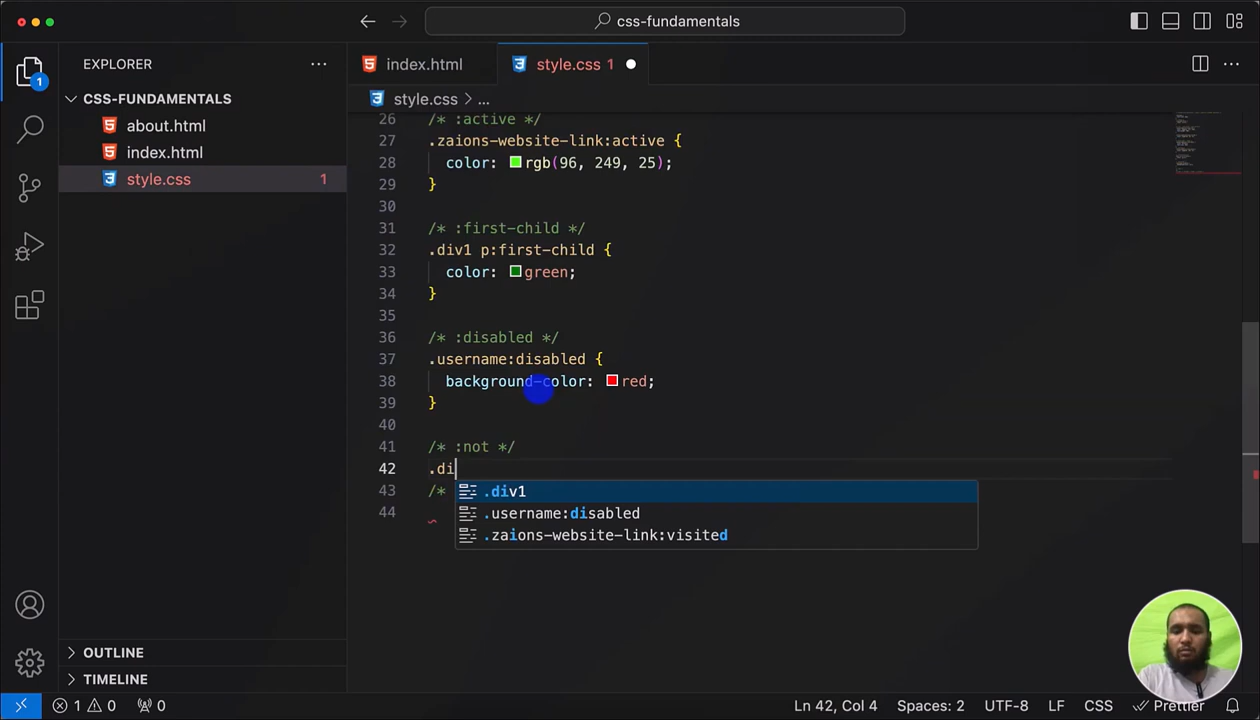 css-fundamentals
EXPLORER
1
CSS-FUNDAMENTALS
about.html
index.html
style.css 1
index.html
style.css 1
style.css > ...
26 /* :active */
27 .zaions-website-link:active {
28 color: rgb(96, 249, 25);
29 }
30
31 /* :first-child */
32 .div1 p:first-child {
33 color: green;
34 }
35
36 /* :disabled */
37 .username:disabled {
38 background-color: red;
39 }
40
41 /* :not */
42 .di
43 /*
44
.div1
.username:disabled
.zaions-website-link:visited
OUTLINE
TIMELINE
1 0 0
Ln 42, Col 4 Spaces: 2 UTF-8 LF CSS Prettier